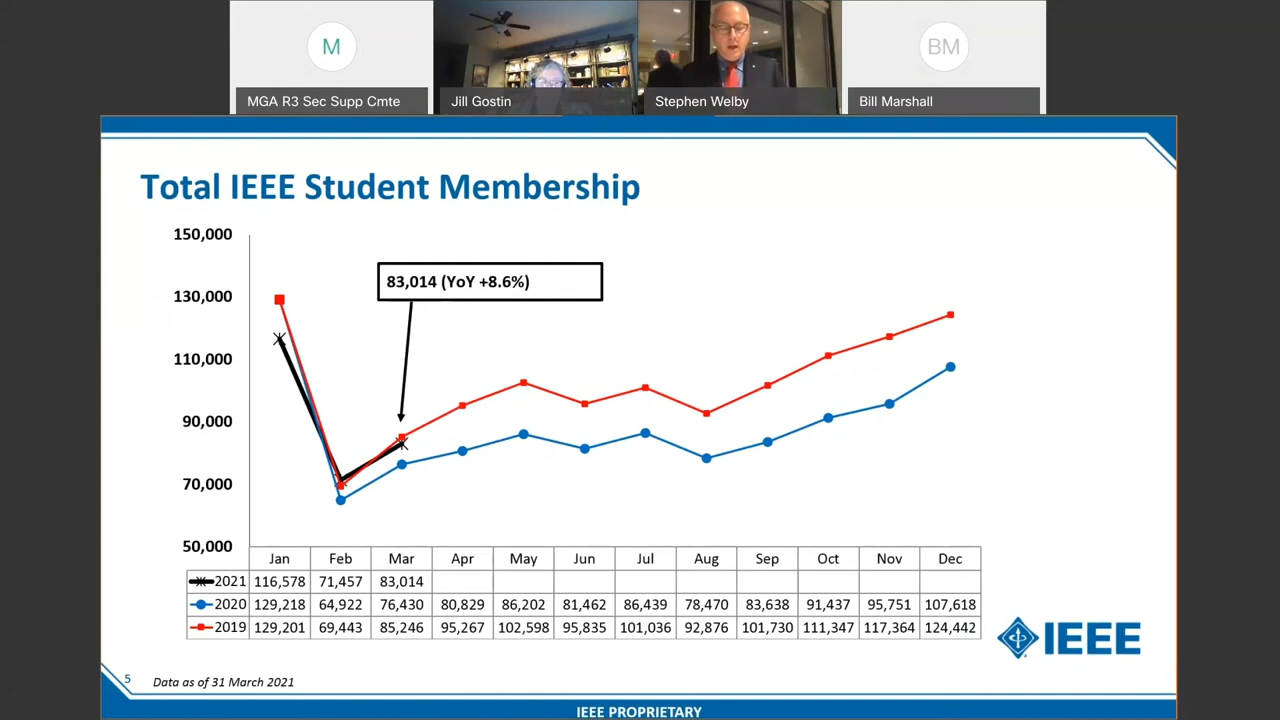 M
BM
MGA R3 Sec Supp Cmte
Jill Gostin
Stephen Welby
Bill Marshall
Total IEEE Student Membership
150,000
130,000
110,000
90,000
70,000
50,000
83,014 (YoY +8.6%)
Jan Feb Mar Apr May Jun Jul Aug Sep Oct Nov Dec
2021 116,578 71,457 83,014
2020 129,218 64,922 76,430 80,829 86,202 81,462 86,439 78,470 83,638 91,437 95,751 107,618
2019 129,201 69,443 85,246 95,267 102,598 95,835 101,036 92,876 101,730 111,347 117,364 124,442
IEEE
5
Data as of 31 March 2021
IEEE PROPRIETARY